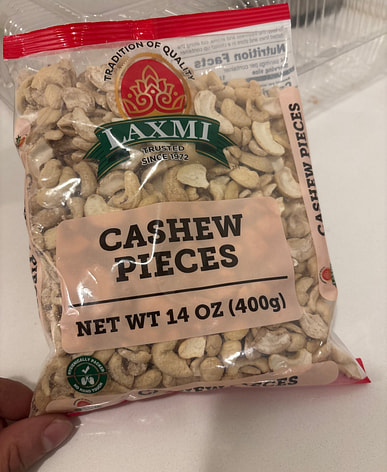 TRADITION OF QUALITY
LAXMI
TRUSTED
SINCE 1972
Nutrition Facts
CASHEW
PIECES
NET WT 14 OZ (400g)
CASHEW PIECES